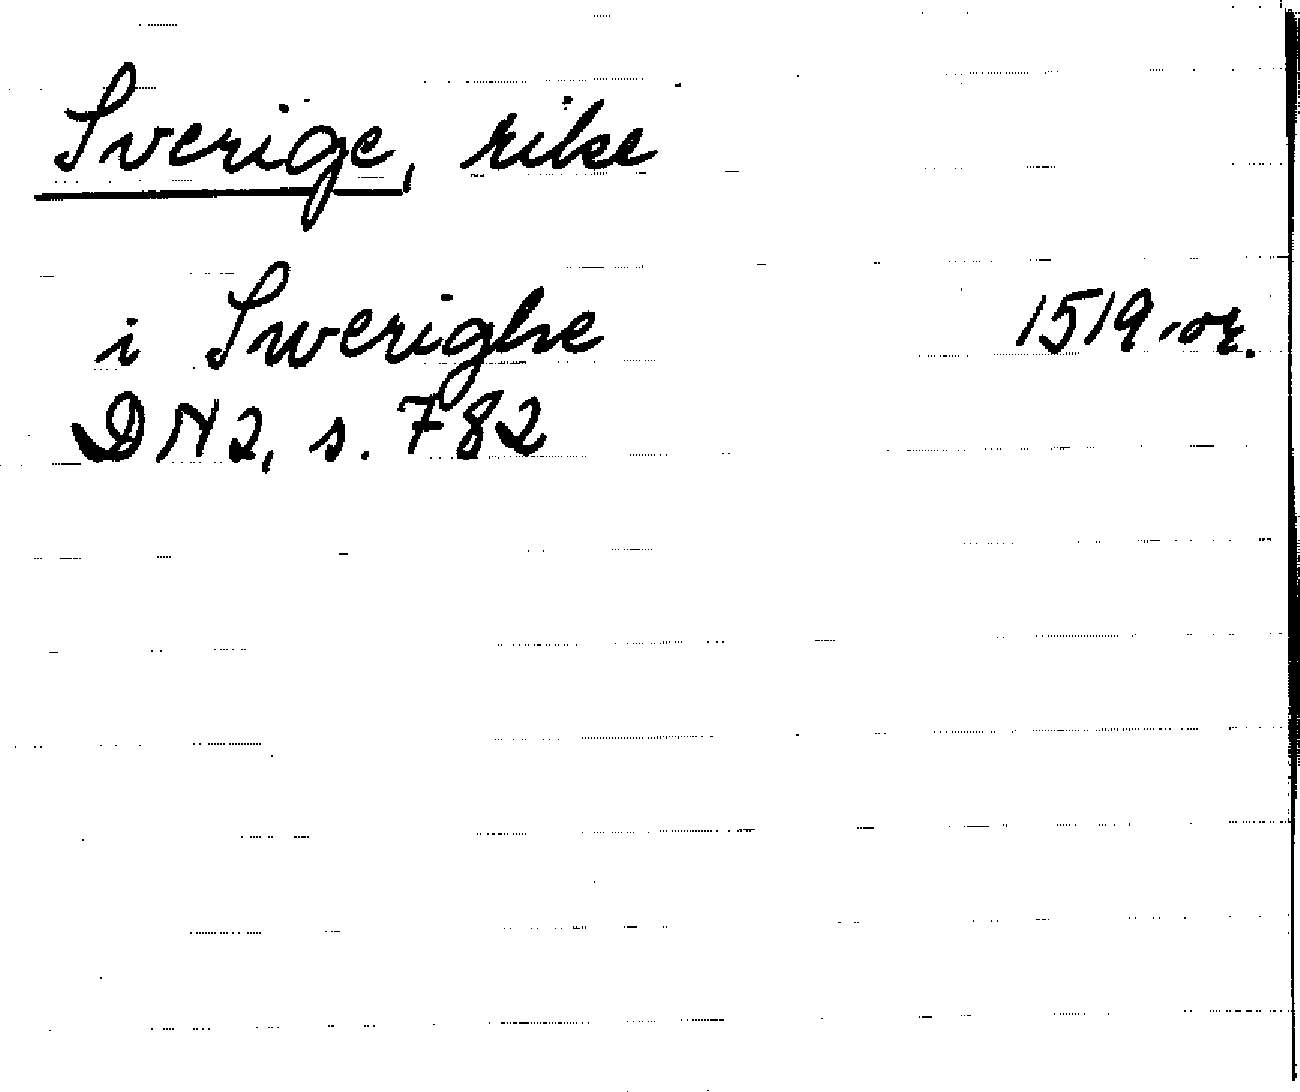 Sverige, rike
i Swerighe 1519 or.
DN2, s. 782